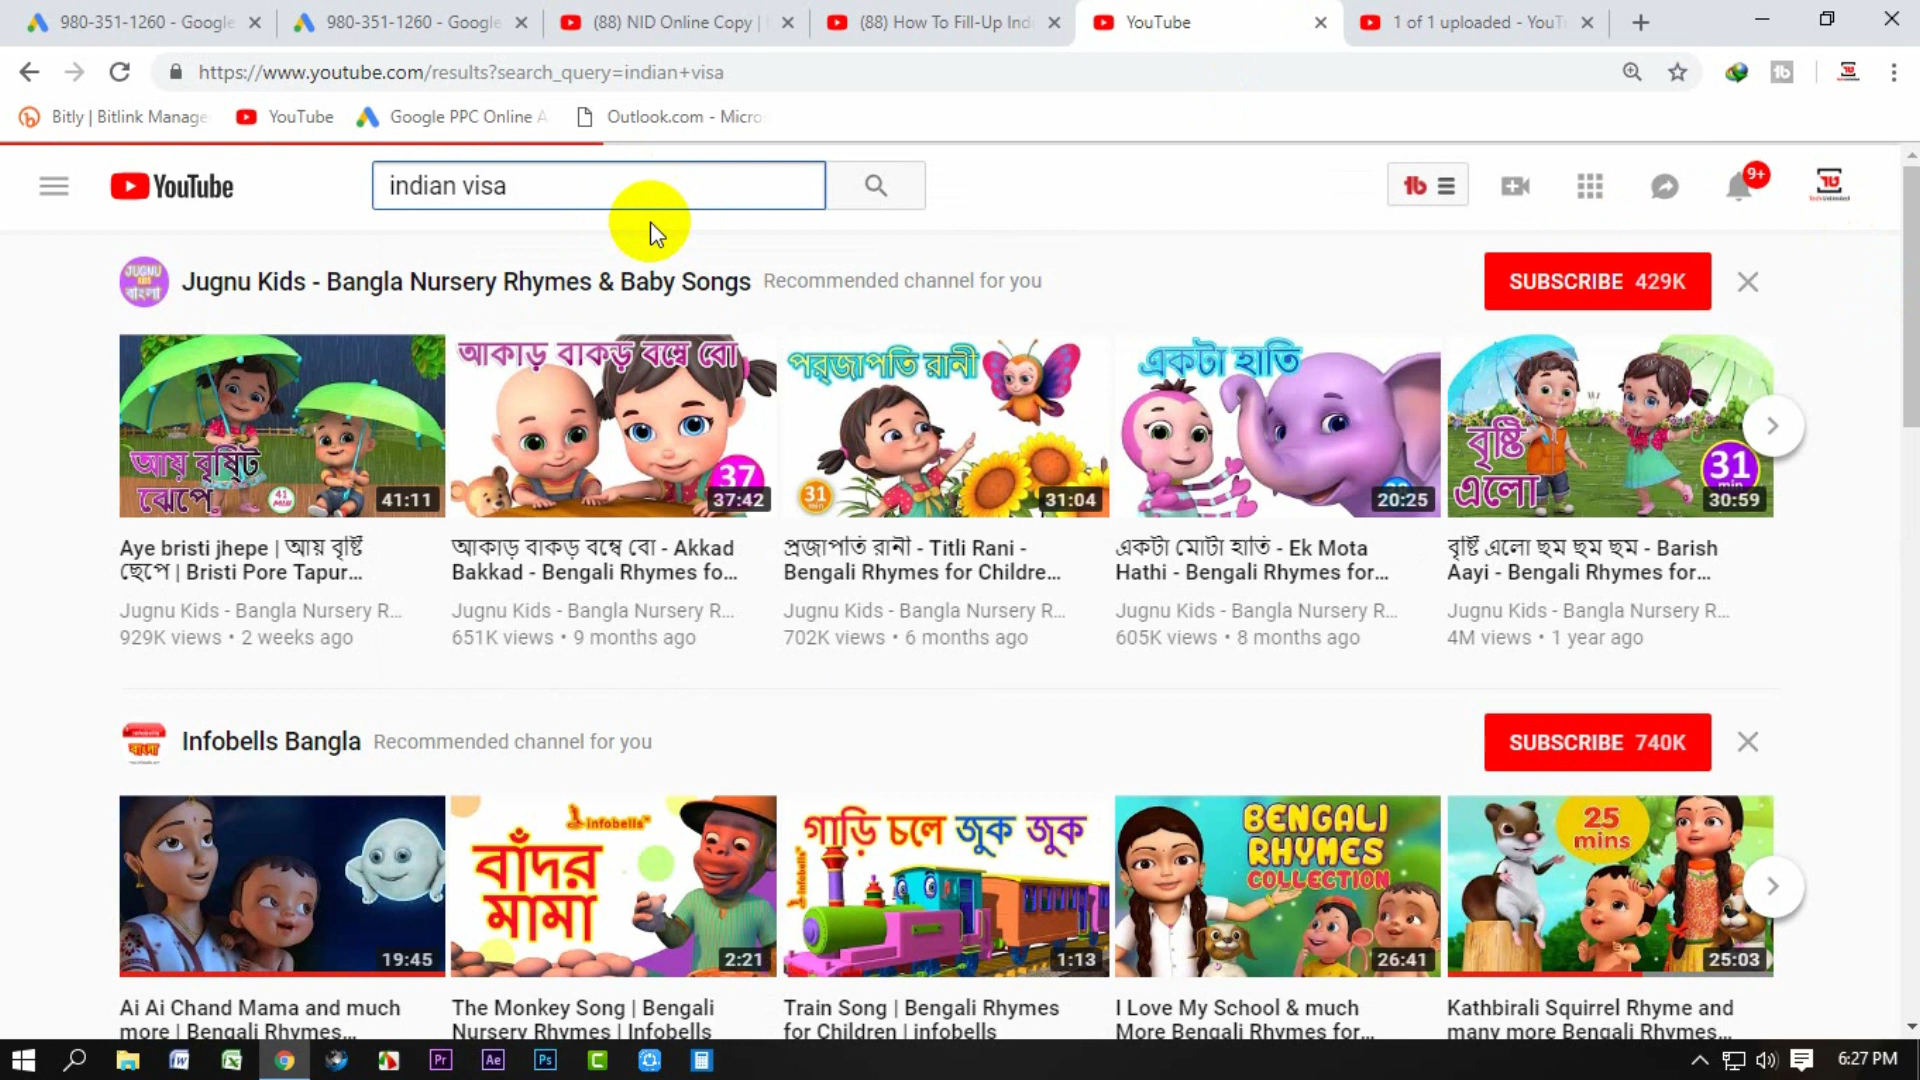 980-351-1260 - Google
980-351-1260 - Google
(88) NID Online Copy |
(88) How To Fill-Up Ind
YouTube
1 of 1 uploaded - YouT
https://www.youtube.com/results?search_query=indian+visa
Bitly | Bitlink Manage
YouTube
Google PPC Online A
Outlook.com - Micro
YouTube
indian visa
9+
JUGNU KIDS বাংলা
Jugnu Kids - Bangla Nursery Rhymes & Baby Songs Recommended channel for you
SUBSCRIBE 429K
আয় বৃষ্টি
ঝেপে
41 MIN
41:11
আকাড় বাকড় বম্বে বো
37
37:42
প্রজাপতি রানী
31 min
31:04
একটা হাতি
20:25
বৃষ্টি
এলো
31 min
30:59
Aye bristi jhepe | আয় বৃষ্টি
ছেপে | Bristi Pore Tapur...
Jugnu Kids - Bangla Nursery R...
929K views • 2 weeks ago
আকাড় বাকড় বম্বে বো - Akkad
Bakkad - Bengali Rhymes fo...
Jugnu Kids - Bangla Nursery R...
651K views • 9 months ago
প্রজাপতি রানী - Titli Rani -
Bengali Rhymes for Childre...
Jugnu Kids - Bangla Nursery R...
702K views • 6 months ago
একটা মোটা হাতি - Ek Mota
Hathi - Bengali Rhymes for...
Jugnu Kids - Bangla Nursery R...
605K views • 8 months ago
বৃষ্টি এলো ছম ছম ছম - Barish
Aayi - Bengali Rhymes for...
Jugnu Kids - Bangla Nursery R...
4M views • 1 year ago
Infobells Bangla Recommended channel for you
SUBSCRIBE 740K
19:45
infobells
বাঁদর
মামা
2:21
গাড়ি চলে জুক জুক
infobells
1:13
BENGALI
RHYMES
COLLECTION
26:41
25
mins
25:03
Ai Ai Chand Mama and much
more | Bengali Rhymes...
The Monkey Song | Bengali
Nursery Rhymes | Infobells
Train Song | Bengali Rhymes
for Children | infobells
I Love My School & much
More Bengali Rhymes for...
Kathbirali Squirrel Rhyme and
many more Bengali Rhymes...
Pr
Ae
Ps
6:27 PM